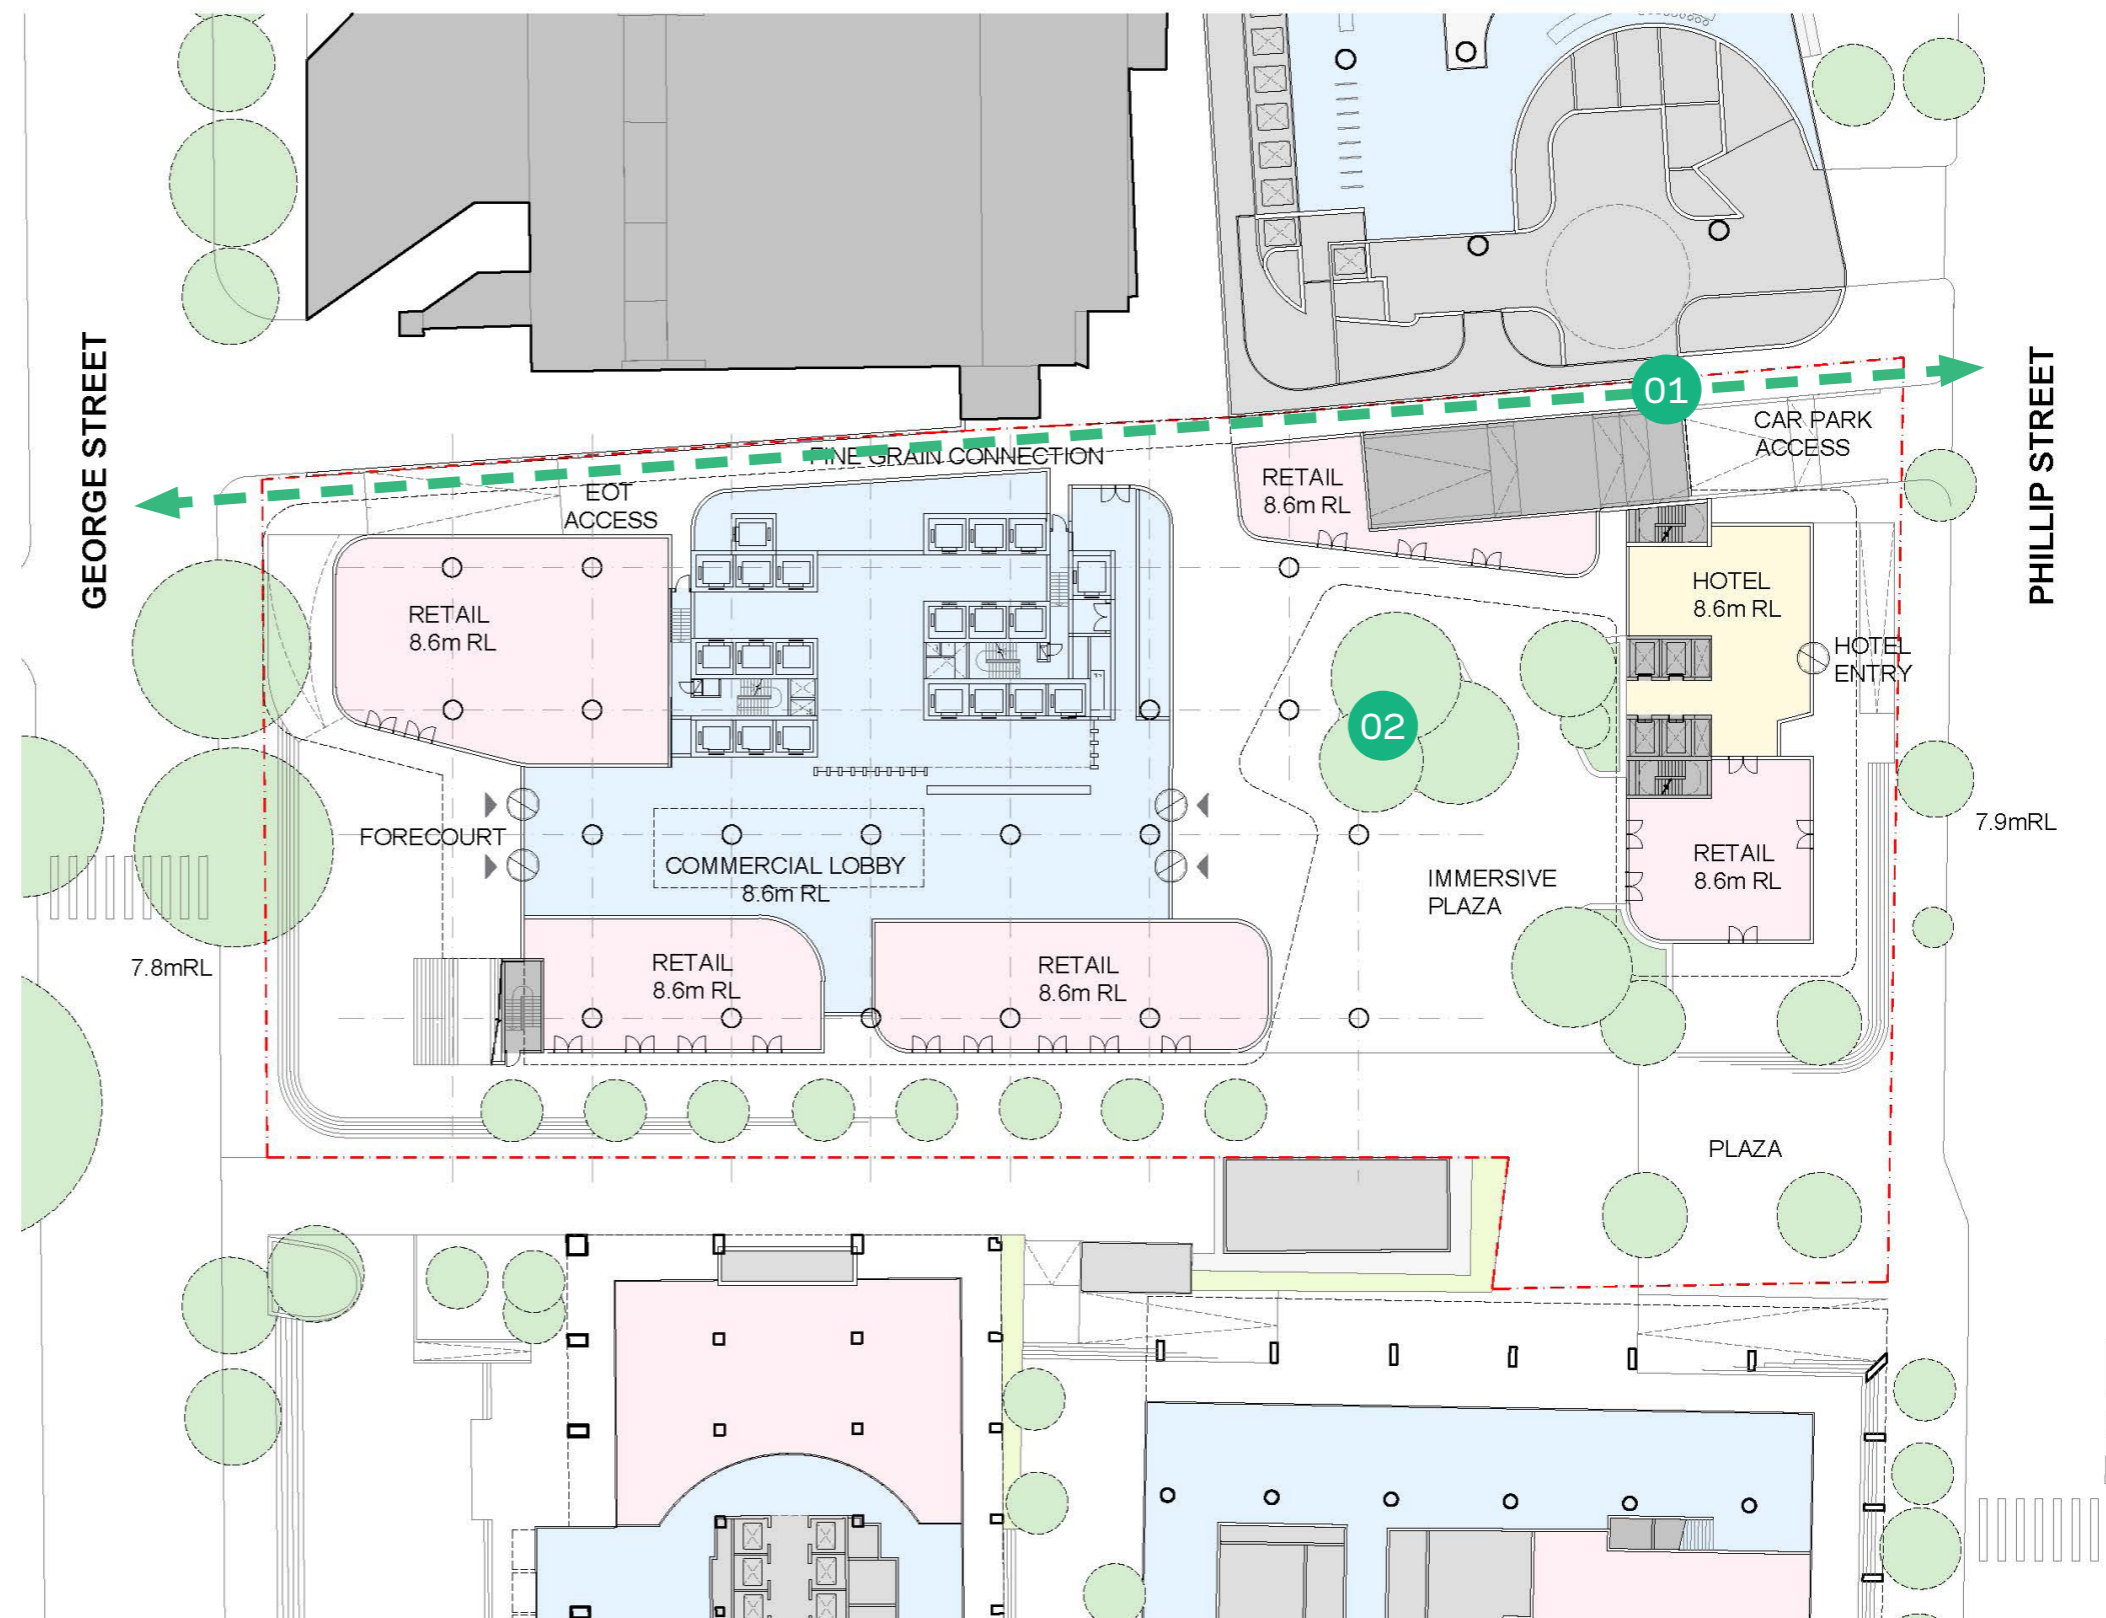 GEORGE STREET
PHILLIP STREET
01
CAR PARK
ACCESS
FINE GRAIN CONNECTION
EOT
ACCESS
RETAIL
8.6m RL
RETAIL
8.6m RL
HOTEL
8.6m RL
HOTEL
ENTRY
02
FORECOURT
COMMERCIAL LOBBY
8.6m RL
IMMERSIVE
PLAZA
RETAIL
8.6m RL
7.9mRL
7.8mRL
RETAIL
8.6m RL
RETAIL
8.6m RL
PLAZA